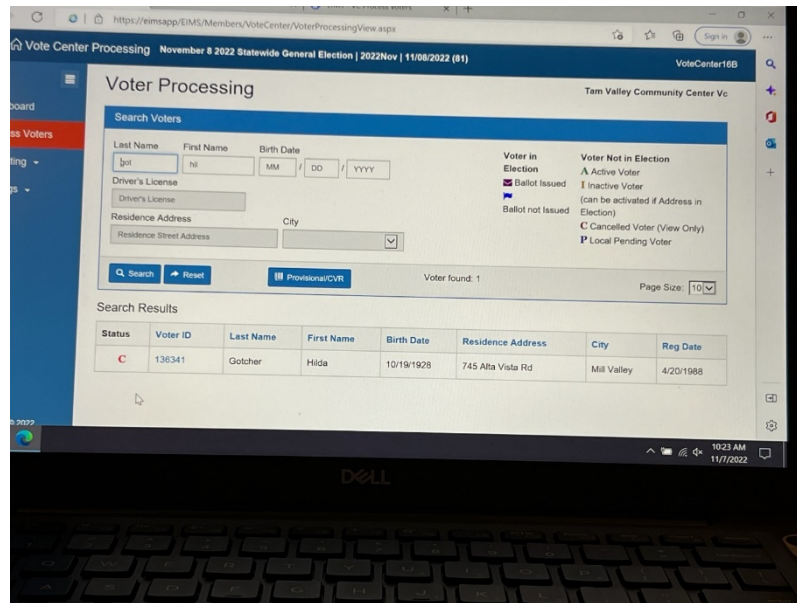 https://eimsapp/EIMS/Members/VoteCenter/VoterProcessingView.aspx
Sign in
Vote Center Processing November 8 2022 Statewide General Election | 2022Nov | 11/08/2022 (81)
VoteCenter16B
Voter Processing
Tam Valley Community Center Vc
board
ss Voters
ting
gs
Search Voters
Last Name First Name Birth Date
hil MM / DD / YYYY
Driver's License
Driver's License
Residence Address City
Residence Street Address
Voter in Election
Ballot Issued
Ballot not Issued
Voter Not in Election
A Active Voter
I Inactive Voter
(can be activated if Address in
Election)
C Cancelled Voter (View Only)
P Local Pending Voter
Search Reset Provisional/CVR Voter found: 1 Page Size: 10
Search Results
Status Voter ID Last Name First Name Birth Date Residence Address City Reg Date
C 136341 Gotcher Hilda 10/19/1928 745 Alta Vista Rd Mill Valley 4/20/1988
2022
10:23 AM
11/7/2022
DELL